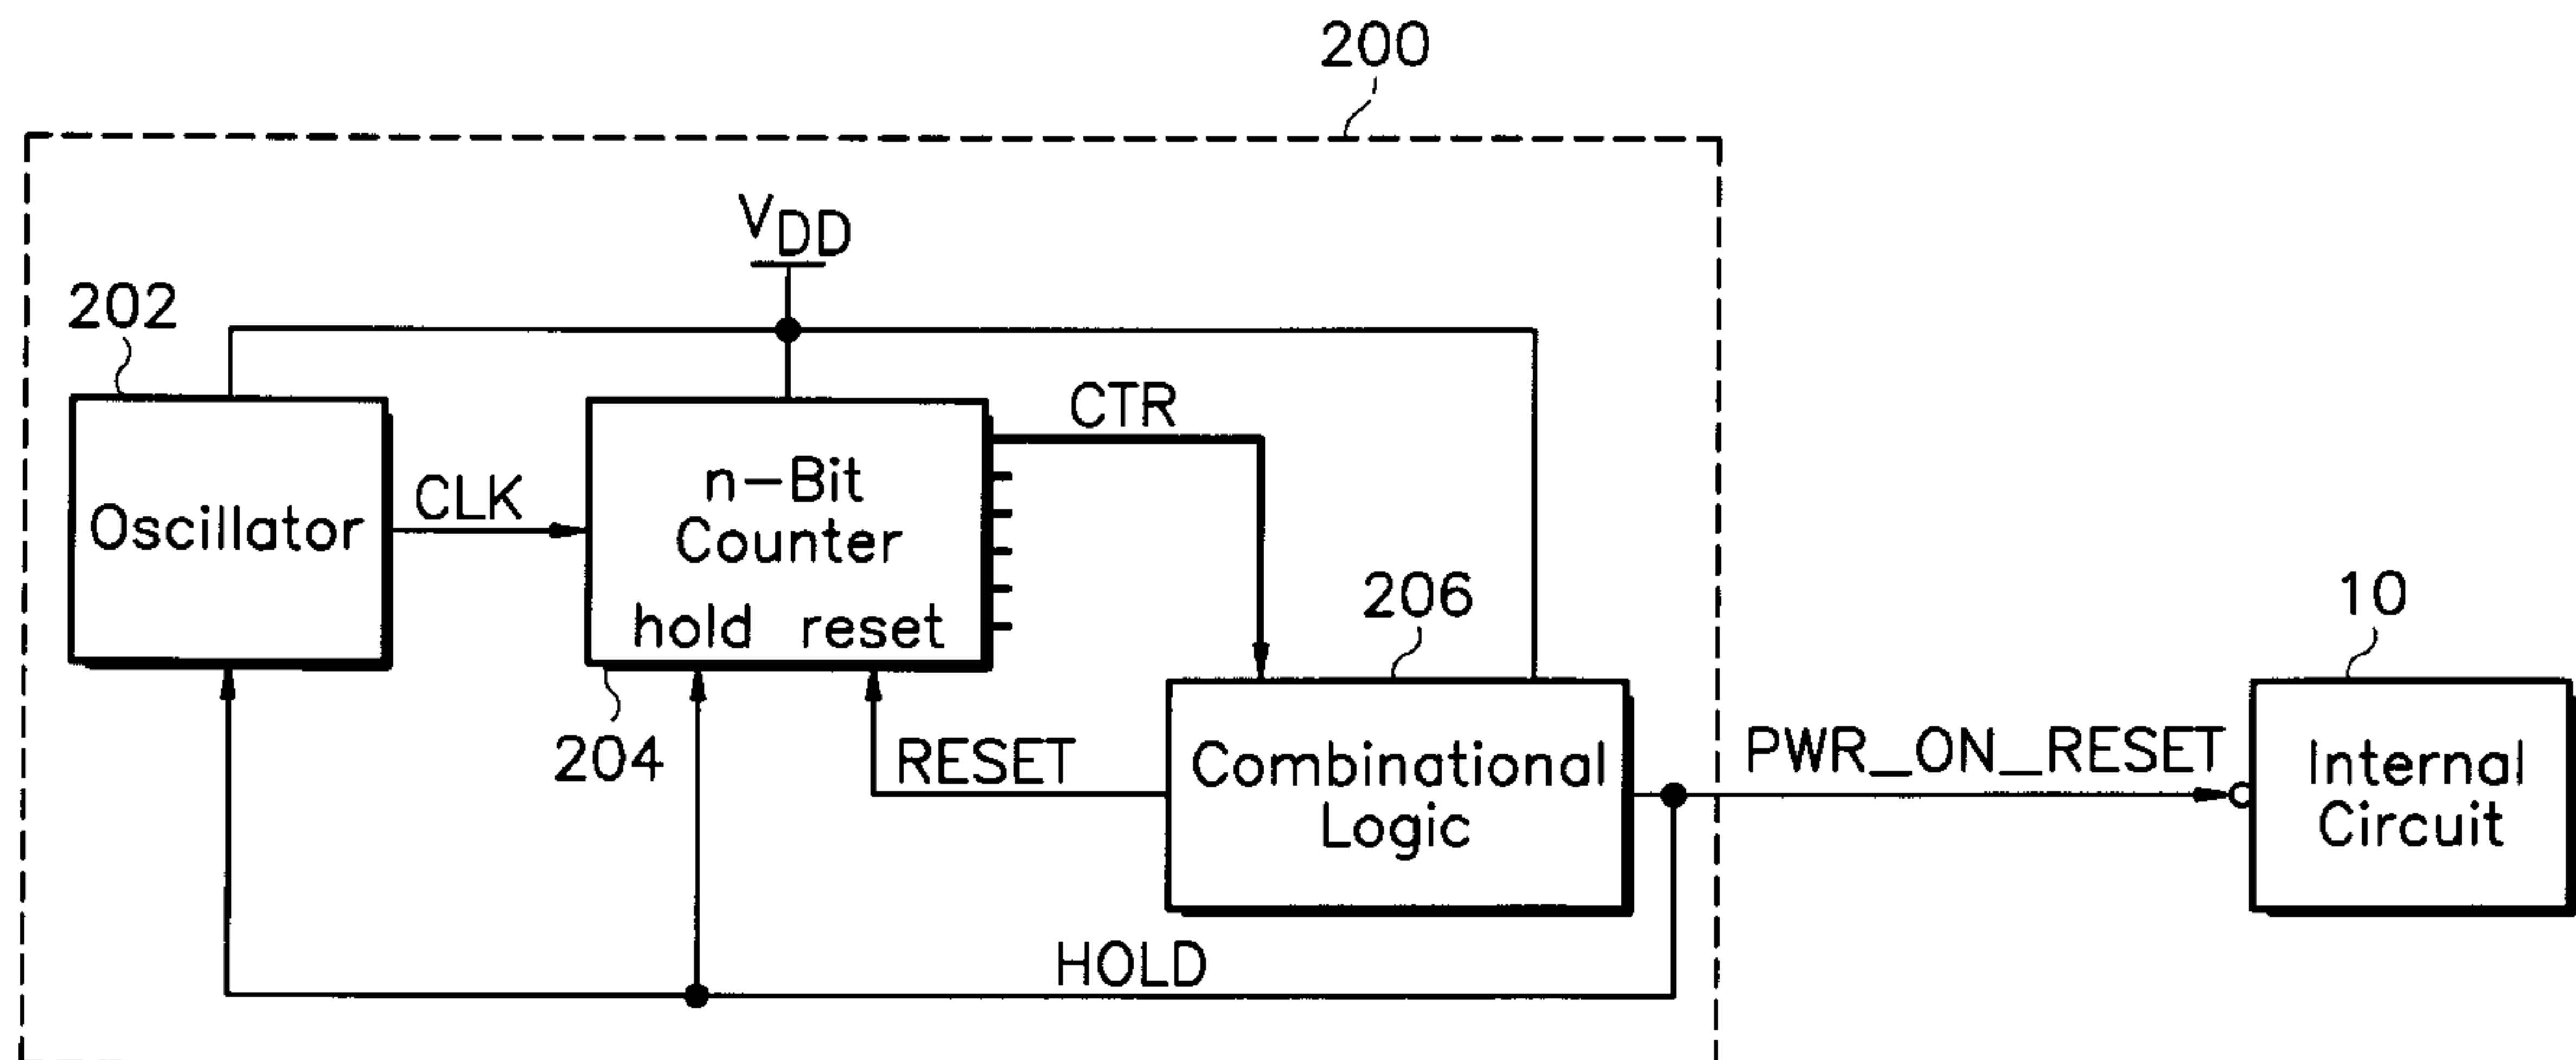 200
VDD
202
CTR
CLK
n-Bit
Counter
Oscillator
hold reset
206
10
204
RESET
Combinational
Logic
PWR_ON_RESET
Internal
Circuit
HOLD